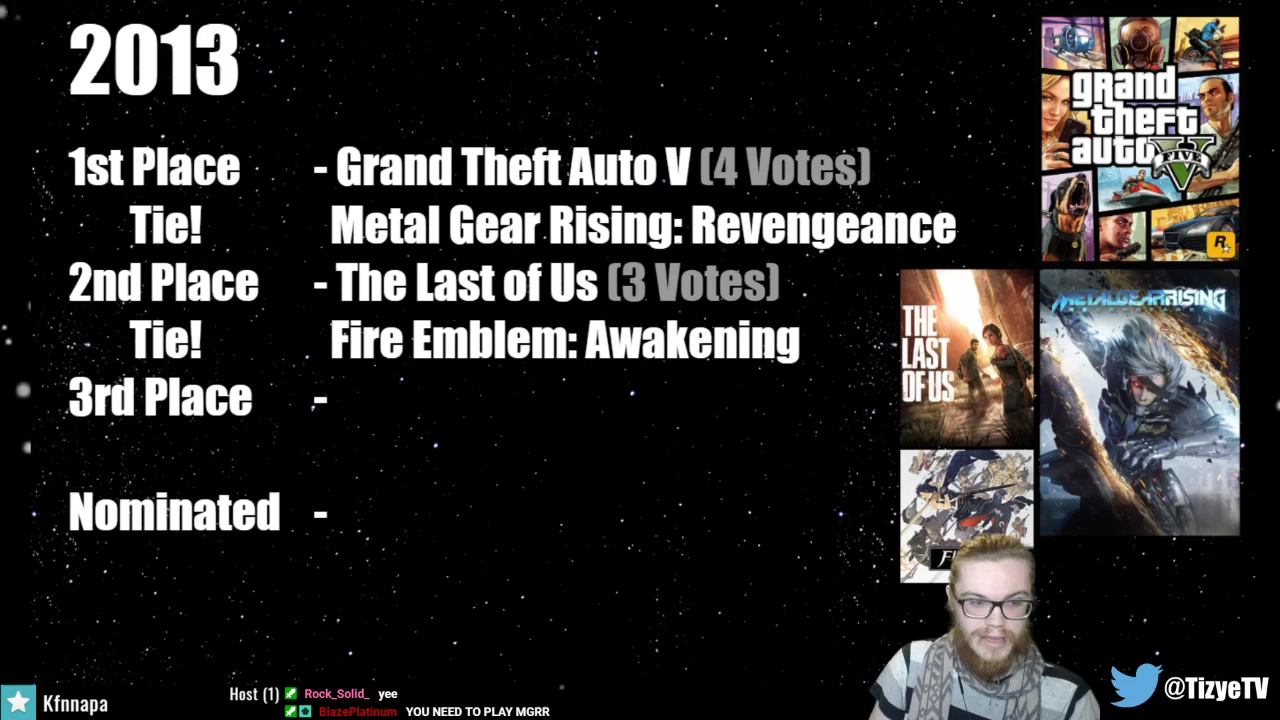 2013
1st Place - Grand Theft Auto V (4 Votes)
Tie! Metal Gear Rising: Revengeance
2nd Place - The Last of Us (3 Votes)
Tie! Fire Emblem: Awakening
3rd Place -
Nominated -
grand
theft
auto
FIVE
R
THE
LAST
OF US
METAL GEAR RISING
REVENGEANCE
Kfnnapa
Host (1) Rock_Solid_ yee
BlazePlatinum YOU NEED TO PLAY MGRR
@TizyeTV